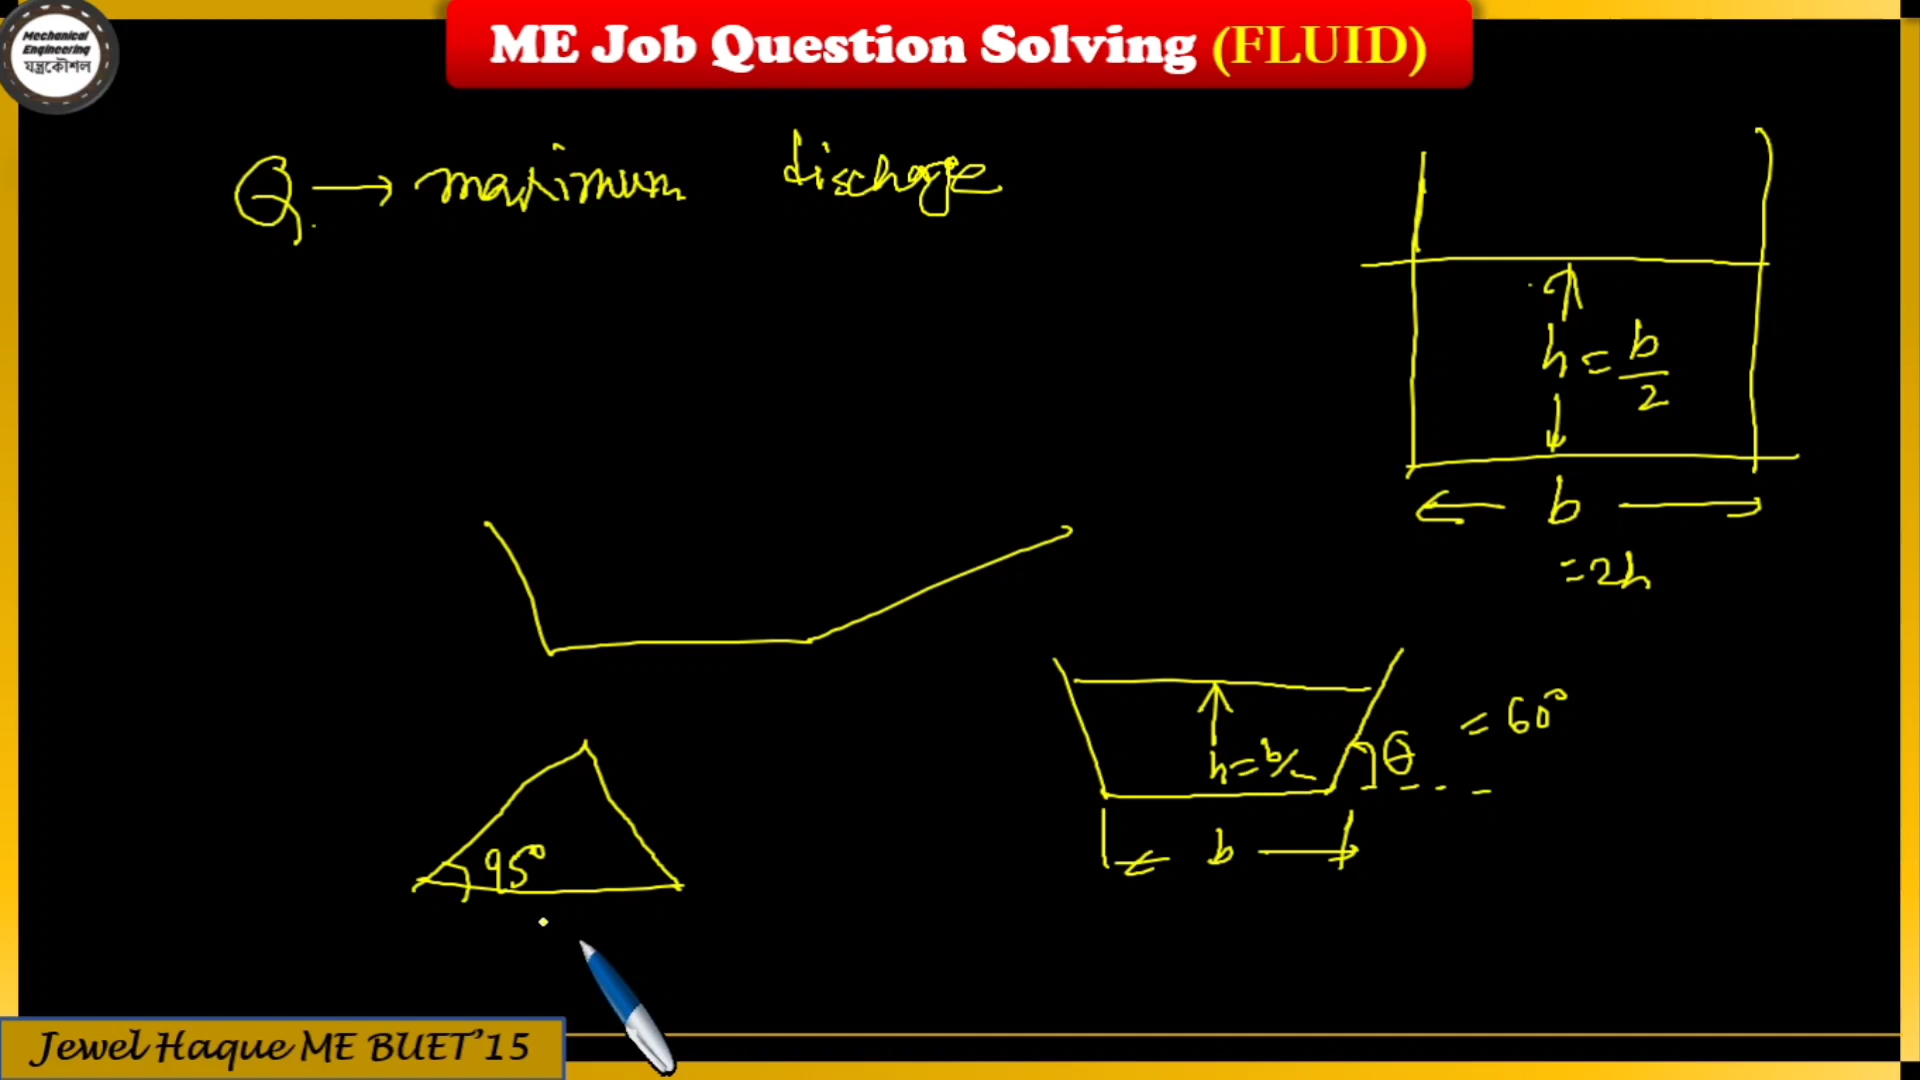 Mechanical
Engineering
যন্ত্রকৌশল
ME Job Question Solving (FLUID)
Q → maximum discharge
h = b/2
b
= 2h
h = b/
θ = 60°
b
95°
Jewel Haque ME BUET'15